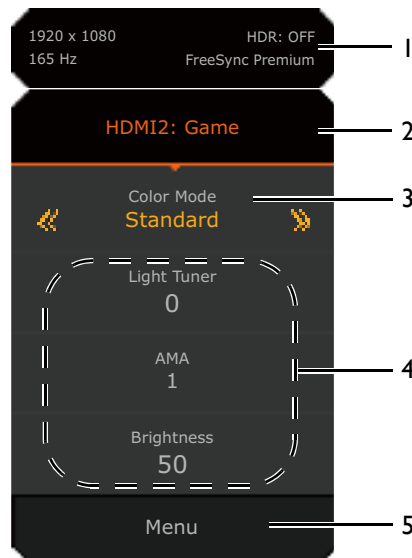 1920 x 1080 HDR: OFF 1
165 Hz FreeSync Premium
HDMI2: Game 2
Color Mode 3
Standard
Light Tuner
0
AMA 4
1
Brightness
50
Menu 5